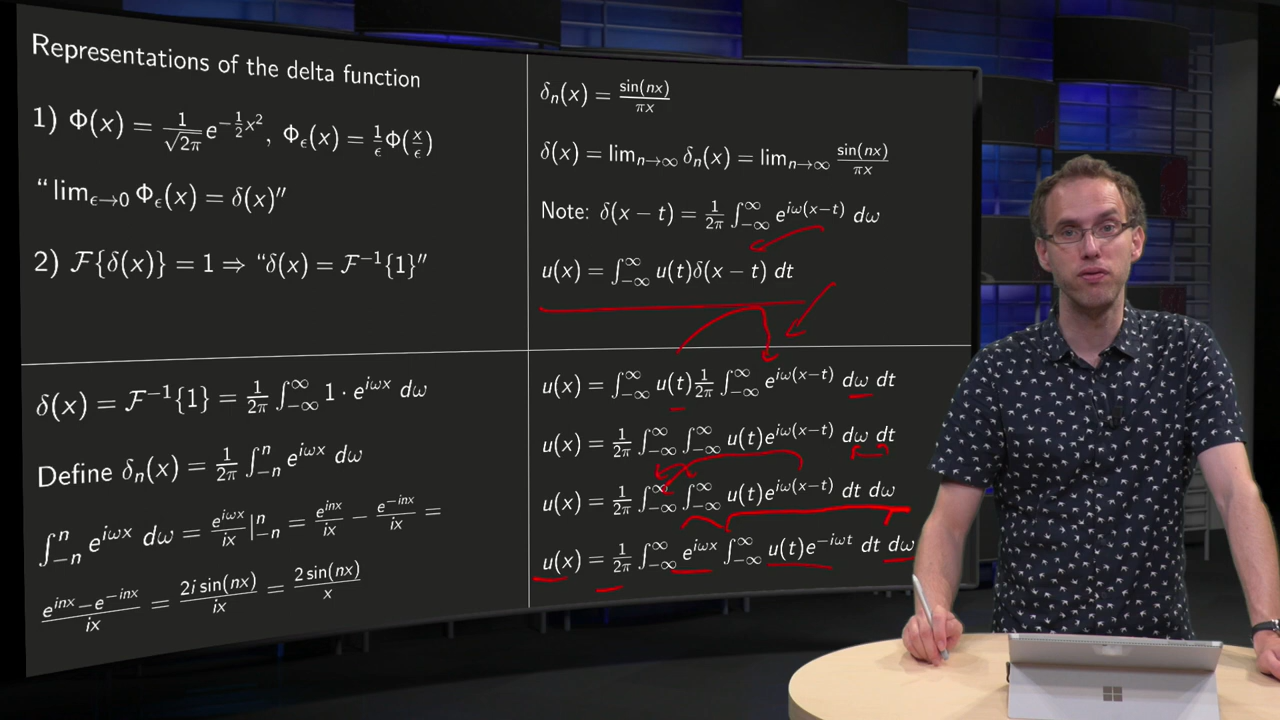 Representations of the delta function
1) Φ(x) = 1/√2π e^{-1/2 x²}, Φ_ϵ(x) = 1/ϵ Φ(x/ϵ)
“ lim_{ϵ→0} Φ_ϵ(x) = δ(x)”
2) F{δ(x)} = 1 ⇒ “δ(x) = F^{-1}{1}”
δ(x) = F^{-1}{1} = 1/2π ∫_{-∞}^{∞} 1 · e^{iωx} dω
Define δ_n(x) = 1/2π ∫_{-n}^{n} e^{iωx} dω
∫_{-n}^{n} e^{iωx} dω = e^{iωx}/ix |_{-n}^{n} = e^{inx}/ix − e^{-inx}/ix =
e^{inx}−e^{-inx}/ix = 2i sin(nx)/ix = 2 sin(nx)/x
δ_n(x) = sin(nx)/πx
δ(x) = lim_{n→∞} δ_n(x) = lim_{n→∞} sin(nx)/πx
Note: δ(x − t) = 1/2π ∫_{-∞}^{∞} e^{iω(x−t)} dω
u(x) = ∫_{-∞}^{∞} u(t)δ(x − t) dt
u(x) = ∫_{-∞}^{∞} u(t) 1/2π ∫_{-∞}^{∞} e^{iω(x−t)} dω dt
u(x) = 1/2π ∫_{-∞}^{∞} ∫_{-∞}^{∞} u(t)e^{iω(x−t)} dω dt
u(x) = 1/2π ∫_{-∞}^{∞} ∫_{-∞}^{∞} u(t)e^{iω(x−t)} dt dω
u(x) = 1/2π ∫_{-∞}^{∞} e^{iωx} ∫_{-∞}^{∞} u(t)e^{−iωt} dt dω